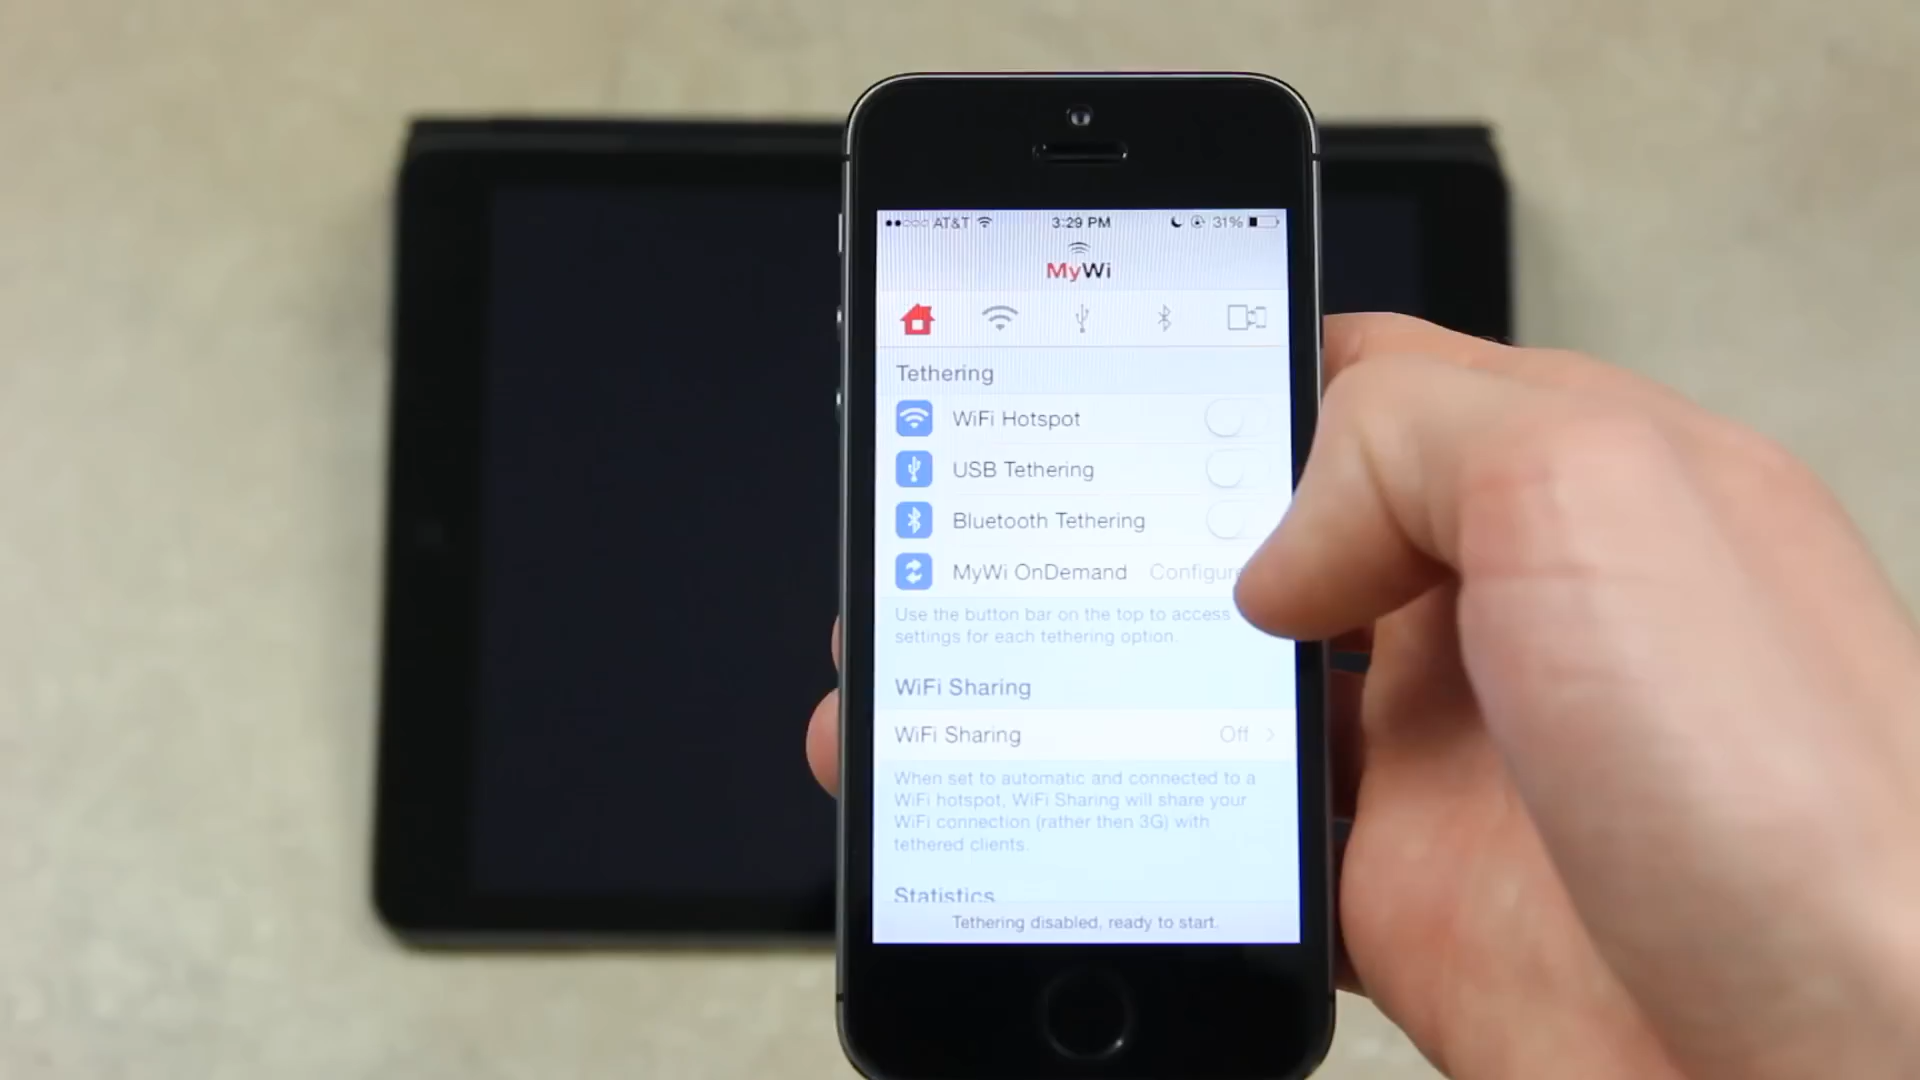 AT&T 3:29 PM 31%
MyWi
Tethering
WiFi Hotspot
USB Tethering
Bluetooth Tethering
MyWi OnDemand Configure
Use the button bar on the top to access
settings for each tethering option.
WiFi Sharing
WiFi Sharing Off
When set to automatic and connected to a
WiFi hotspot, WiFi Sharing will share your
WiFi connection (rather then 3G) with
tethered clients.
Statistics
Tethering disabled, ready to start.